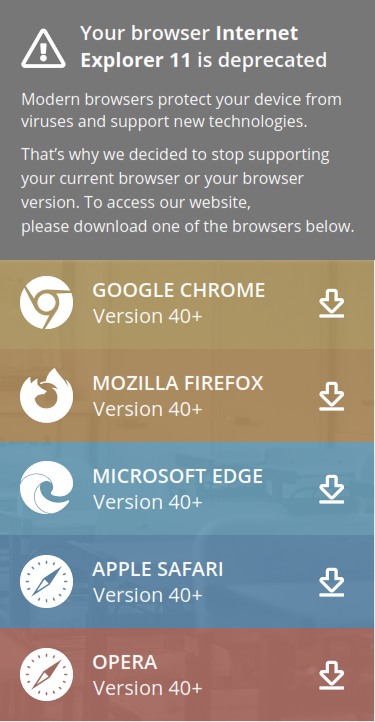 Your browser Internet
Explorer 11 is deprecated
Modern browsers protect your device from
viruses and support new technologies.
That's why we decided to stop supporting
your current browser or your browser
version. To access our website,
please download one of the browsers below.
GOOGLE CHROME
Version 40+
MOZILLA FIREFOX
Version 40+
MICROSOFT EDGE
Version 40+
APPLE SAFARI
Version 40+
OPERA
Version 40+